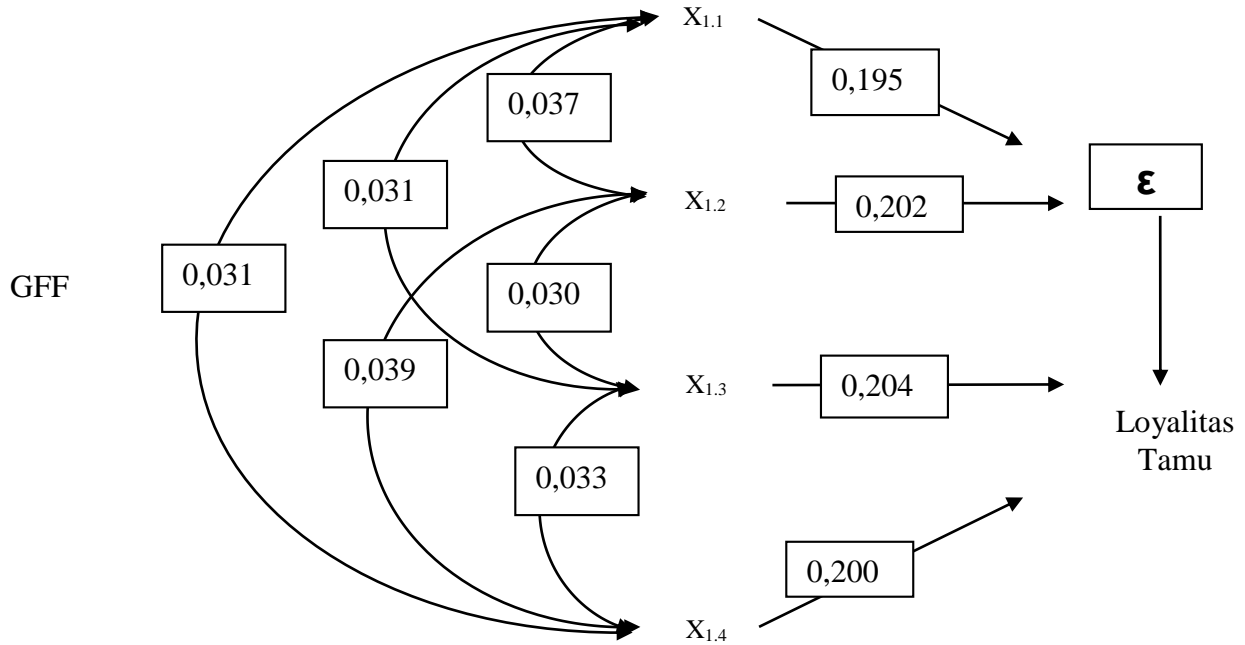 X1.1
0,195
0,037
0,031
X1.2
0,202
ε
0,031
GFF
0,030
0,039
X1.3
0,204
Loyalitas
Tamu
0,033
0,200
X1.4